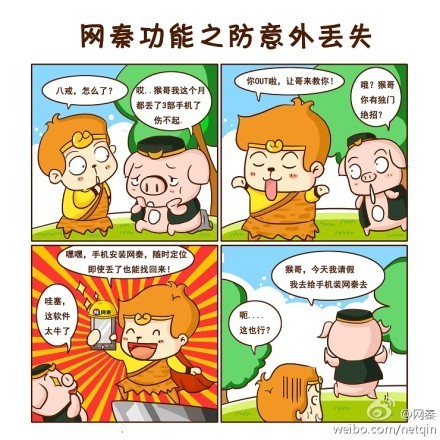 网秦功能之防意外丢失
八戒，怎么了？
哎..猴哥我这个月
都丢了3部手机了
伤不起.
你OUT啦，让哥来教你！
哦？猴哥
你有独门
绝招？
嘿嘿，手机安装网秦，随时定位
即使丢了也能找回来！
网秦
哇塞，
这软件
太牛了
猴哥，今天我请假
我去给手机装网秦去
呃....
这也行？
@网秦
weibo.com/netqin